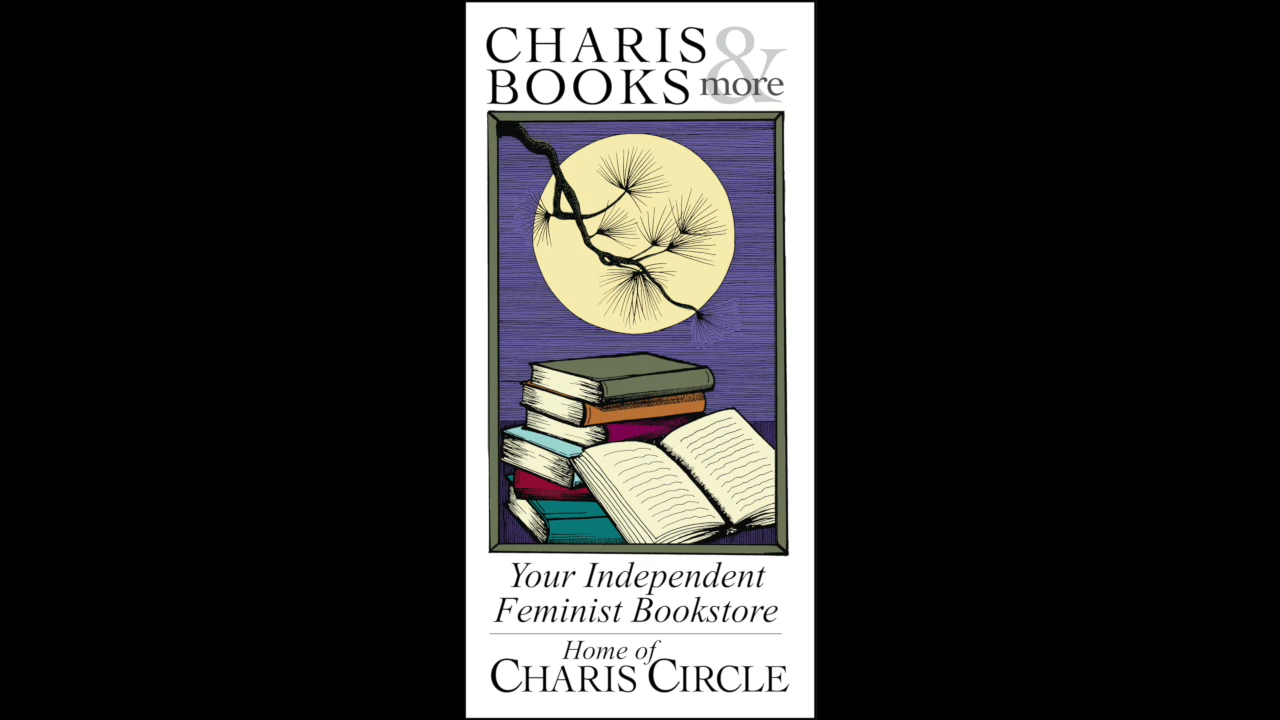 CHARIS &
BOOKS more
Your Independent
Feminist Bookstore
Home of
CHARIS CIRCLE